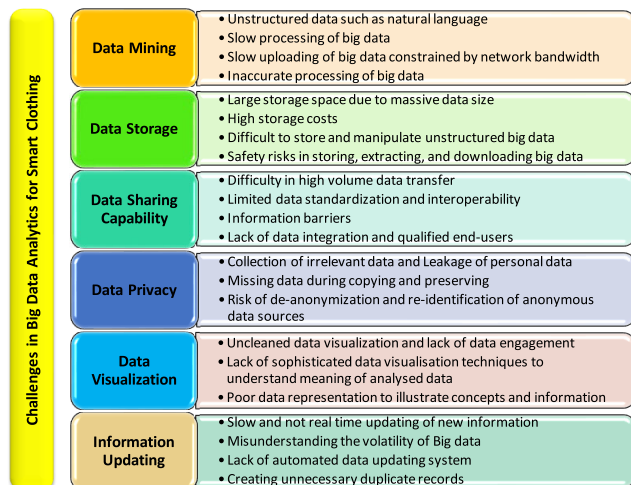 Challenges in Big Data Analytics for Smart Clothing
Data Mining
• Unstructured data such as natural language
• Slow processing of big data
• Slow uploading of big data constrained by network bandwidth
• Inaccurate processing of big data
Data Storage
• Large storage space due to massive data size
• High storage costs
• Difficult to store and manipulate unstructured big data
• Safety risks in storing, extracting, and downloading big data
Data Sharing
Capability
• Difficulty in high volume data transfer
• Limited data standardization and interoperability
• Information barriers
• Lack of data integration and qualified end-users
Data Privacy
• Collection of irrelevant data and Leakage of personal data
• Missing data during copying and preserving
• Risk of de-anonymization and re-identification of anonymous
data sources
Data
Visualization
• Uncleaned data visualization and lack of data engagement
• Lack of sophisticated data visualisation techniques to
understand meaning of analysed data
• Poor data representation to illustrate concepts and information
Information
Updating
• Slow and not real time updating of new information
• Misunderstanding the volatility of Big data
• Lack of automated data updating system
• Creating unnecessary duplicate records